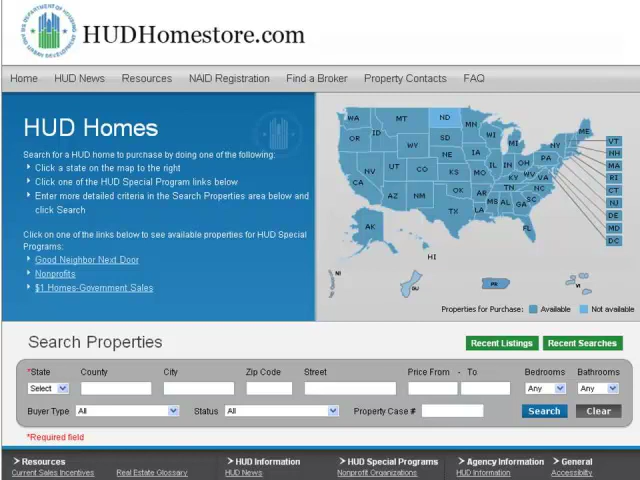 U.S. DEPARTMENT OF HOUSING
AND URBAN DEVELOPMENT
HUDHomestore.com
Home HUD News Resources NAID Registration Find a Broker Property Contacts FAQ
HUD Homes
Search for a HUD home to purchase by doing one of the following:
Click a state on the map to the right
Click one of the HUD Special Program links below
Enter more detailed criteria in the Search Properties area below and
click Search
Click on one of the links below to see available properties for HUD Special
Programs:
Good Neighbor Next Door
Nonprofits
$1 Homes-Government Sales
WA MT ND MN ME
OR ID SD WI MI NY
WY NE IA PA
NV UT CO IL IN OH
CA KS MO KY WV VA
AZ NM OK TN NC
TX LA MS AL GA SC
AK FL
HI
VT
NH
MA
RI
CT
NJ
DE
MD
DC
GU PR VI
Properties for Purchase: Available Not available
Search Properties
Recent Listings Recent Searches
*State County City Zip Code Street Price From - To Bedrooms Bathrooms
Select Any Any
Buyer Type All Status All Property Case # Search Clear
*Required field
Resources HUD Information HUD Special Programs Agency Information General
Current Sales Incentives Real Estate Glossary HUD News Nonprofit Organizations HUD Information Accessibility